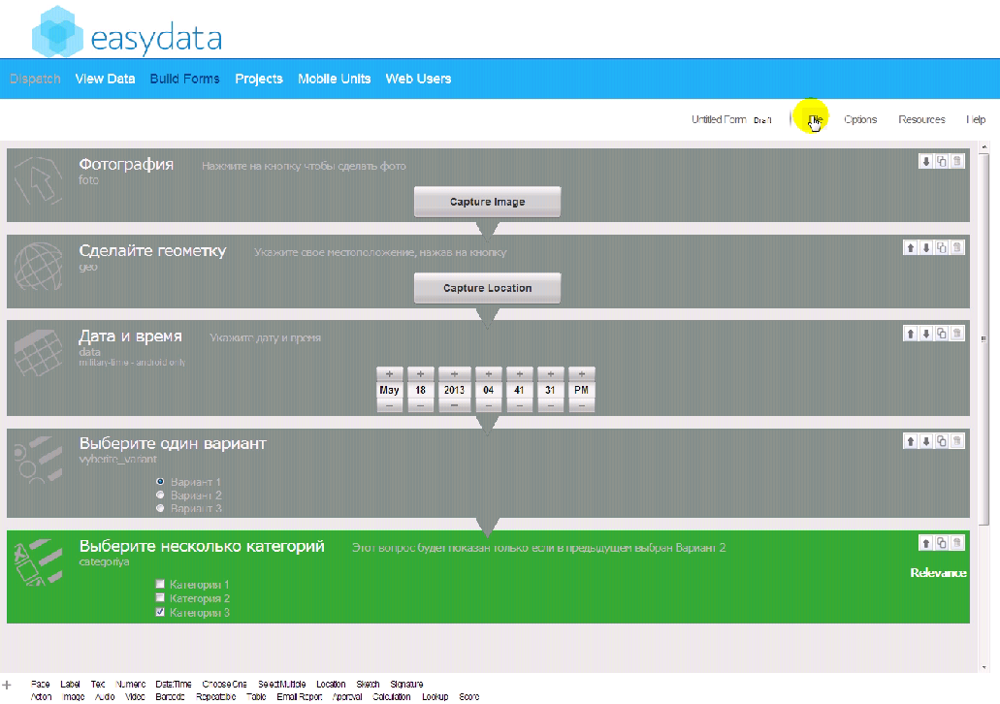 easydata
Dispatch View Data Build Forms Projects Mobile Units Web Users
Untitled Form Draft File Options Resources Help
Фотография Нажмите на кнопку чтобы сделать фото
foto
Capture Image
Сделайте геометку Укажите свое местоположение, нажав на кнопку
geo
Capture Location
Дата и время Укажите дату и время
data
military-time - android only
May 18 2013 04 41 31 PM
Выберите один вариант
vyberite_variant
Вариант 1
Вариант 2
Вариант 3
Выберите несколько категорий Этот вопрос будет показан только если в предыдущем выбран Вариант 2
categoriya
Relevance
Категория 1
Категория 2
Категория 3
Page Label Text Numeric Date:Time Choose One Select Multiple Location Sketch Signature
Action Image Audio Video Barcode Repeatable Table Email Report Approval Calculation Lookup Score